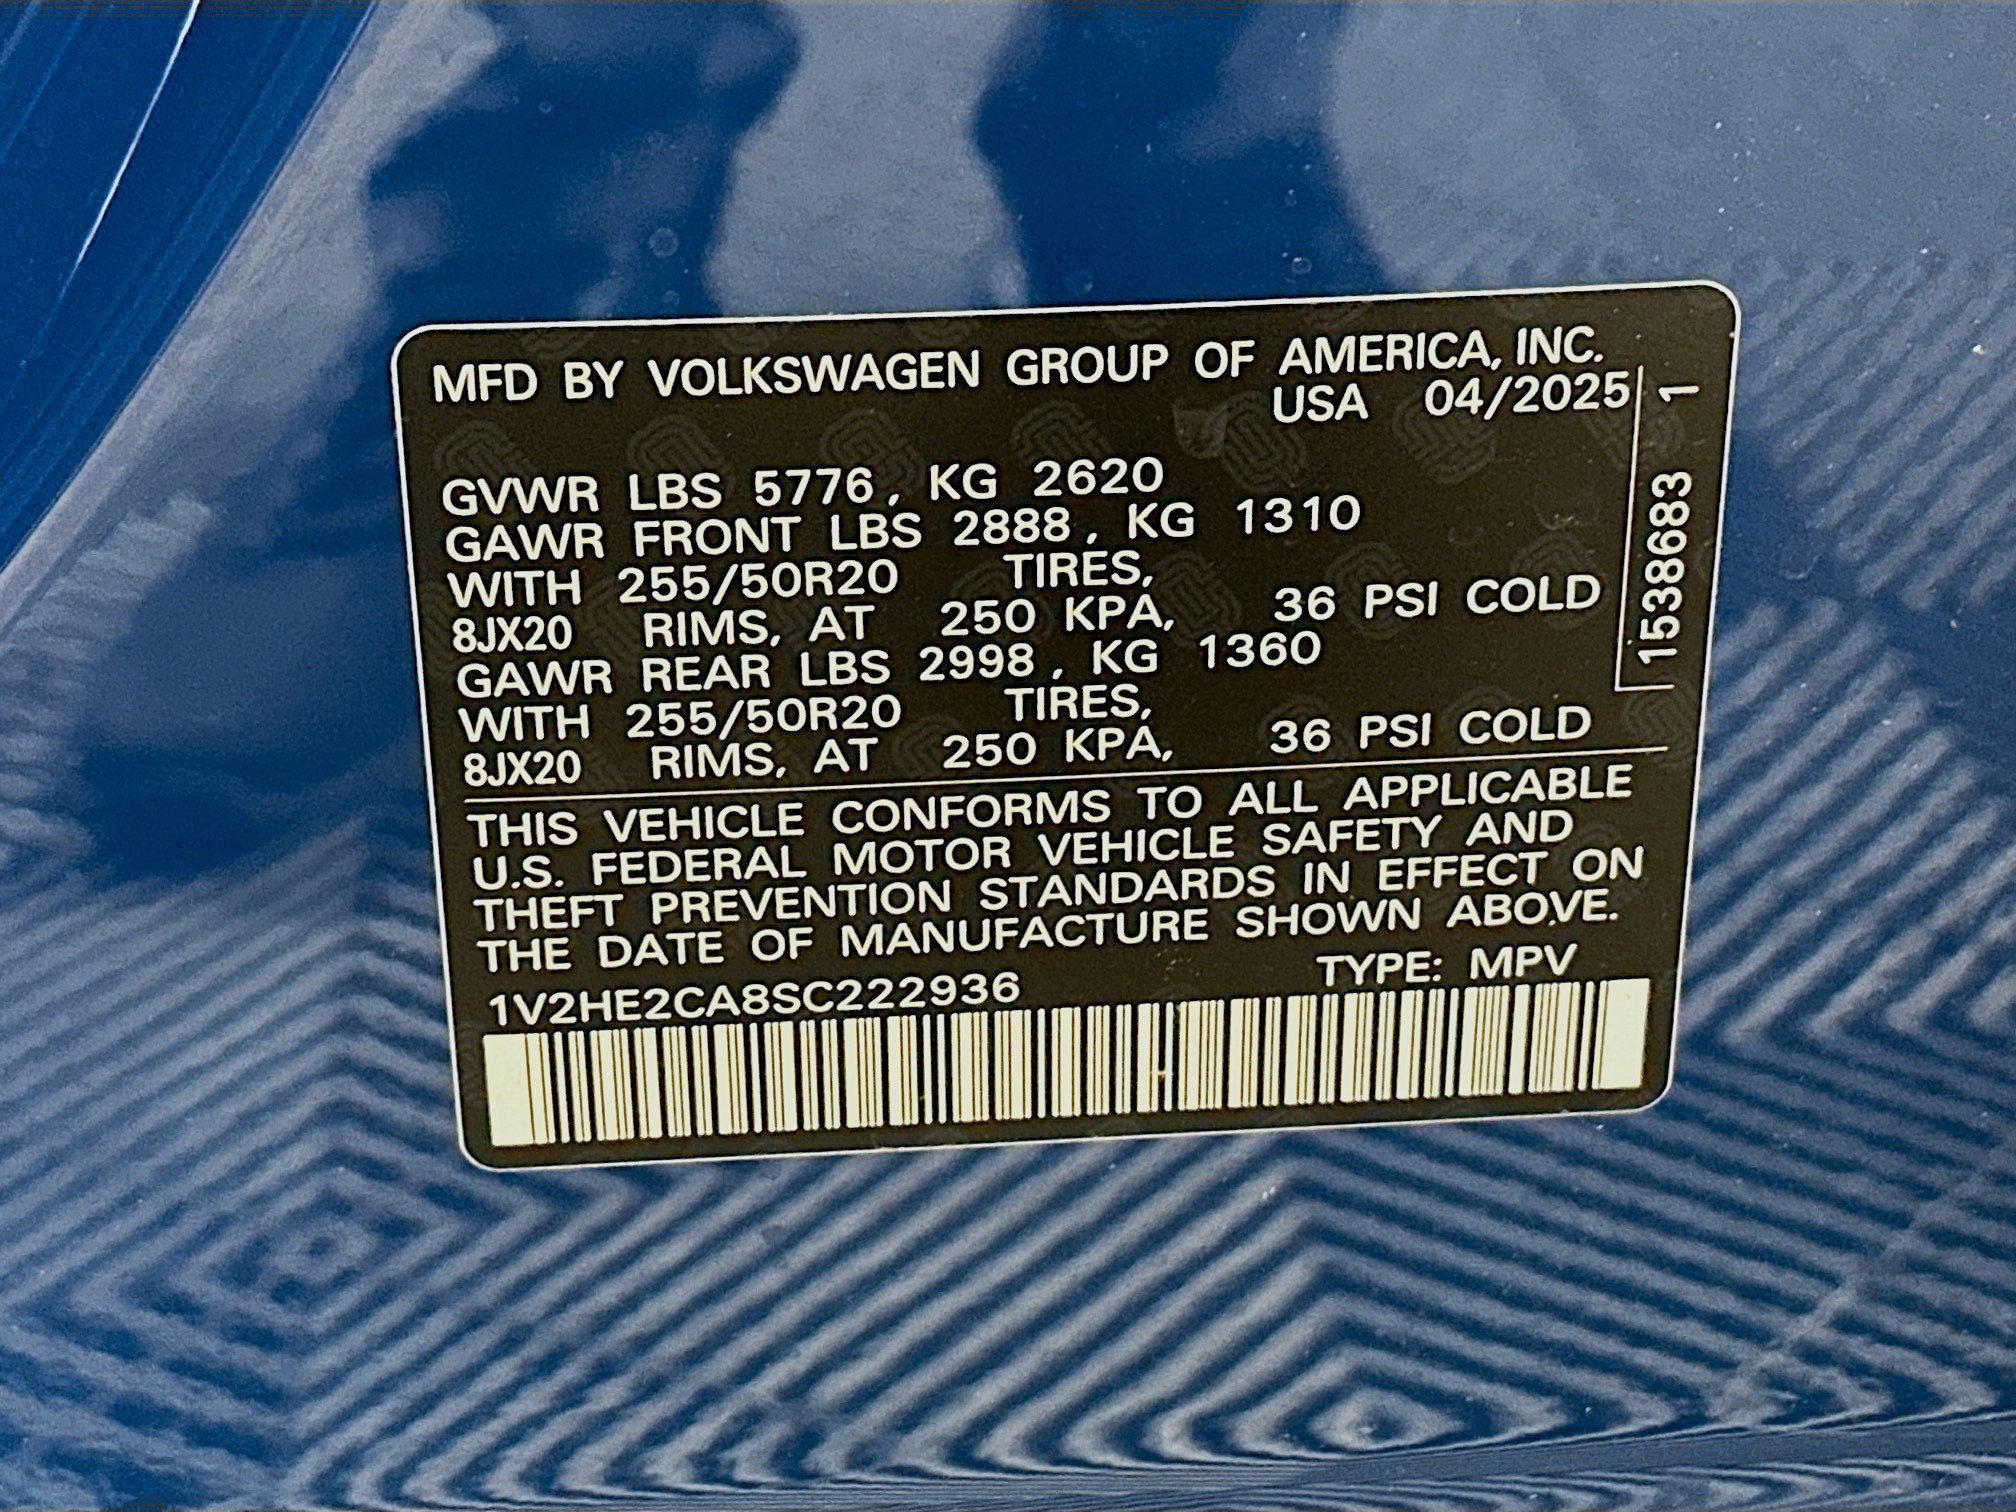 MFD BY VOLKSWAGEN GROUP OF AMERICA, INC.
USA 04/2025
GVWR LBS 5776, KG 2620
GAWR FRONT LBS 2888, KG 1310
WITH 255/50R20 TIRES,
8JX20 RIMS, AT 250 KPA, 36 PSI COLD
GAWR REAR LBS 2998, KG 1360
WITH 255/50R20 TIRES,
8JX20 RIMS, AT 250 KPA, 36 PSI COLD
THIS VEHICLE CONFORMS TO ALL APPLICABLE
U.S. FEDERAL MOTOR VEHICLE SAFETY AND
THEFT PREVENTION STANDARDS IN EFFECT ON
THE DATE OF MANUFACTURE SHOWN ABOVE.
1V2HE2CA8SC222936 TYPE: MPV
1538683 1